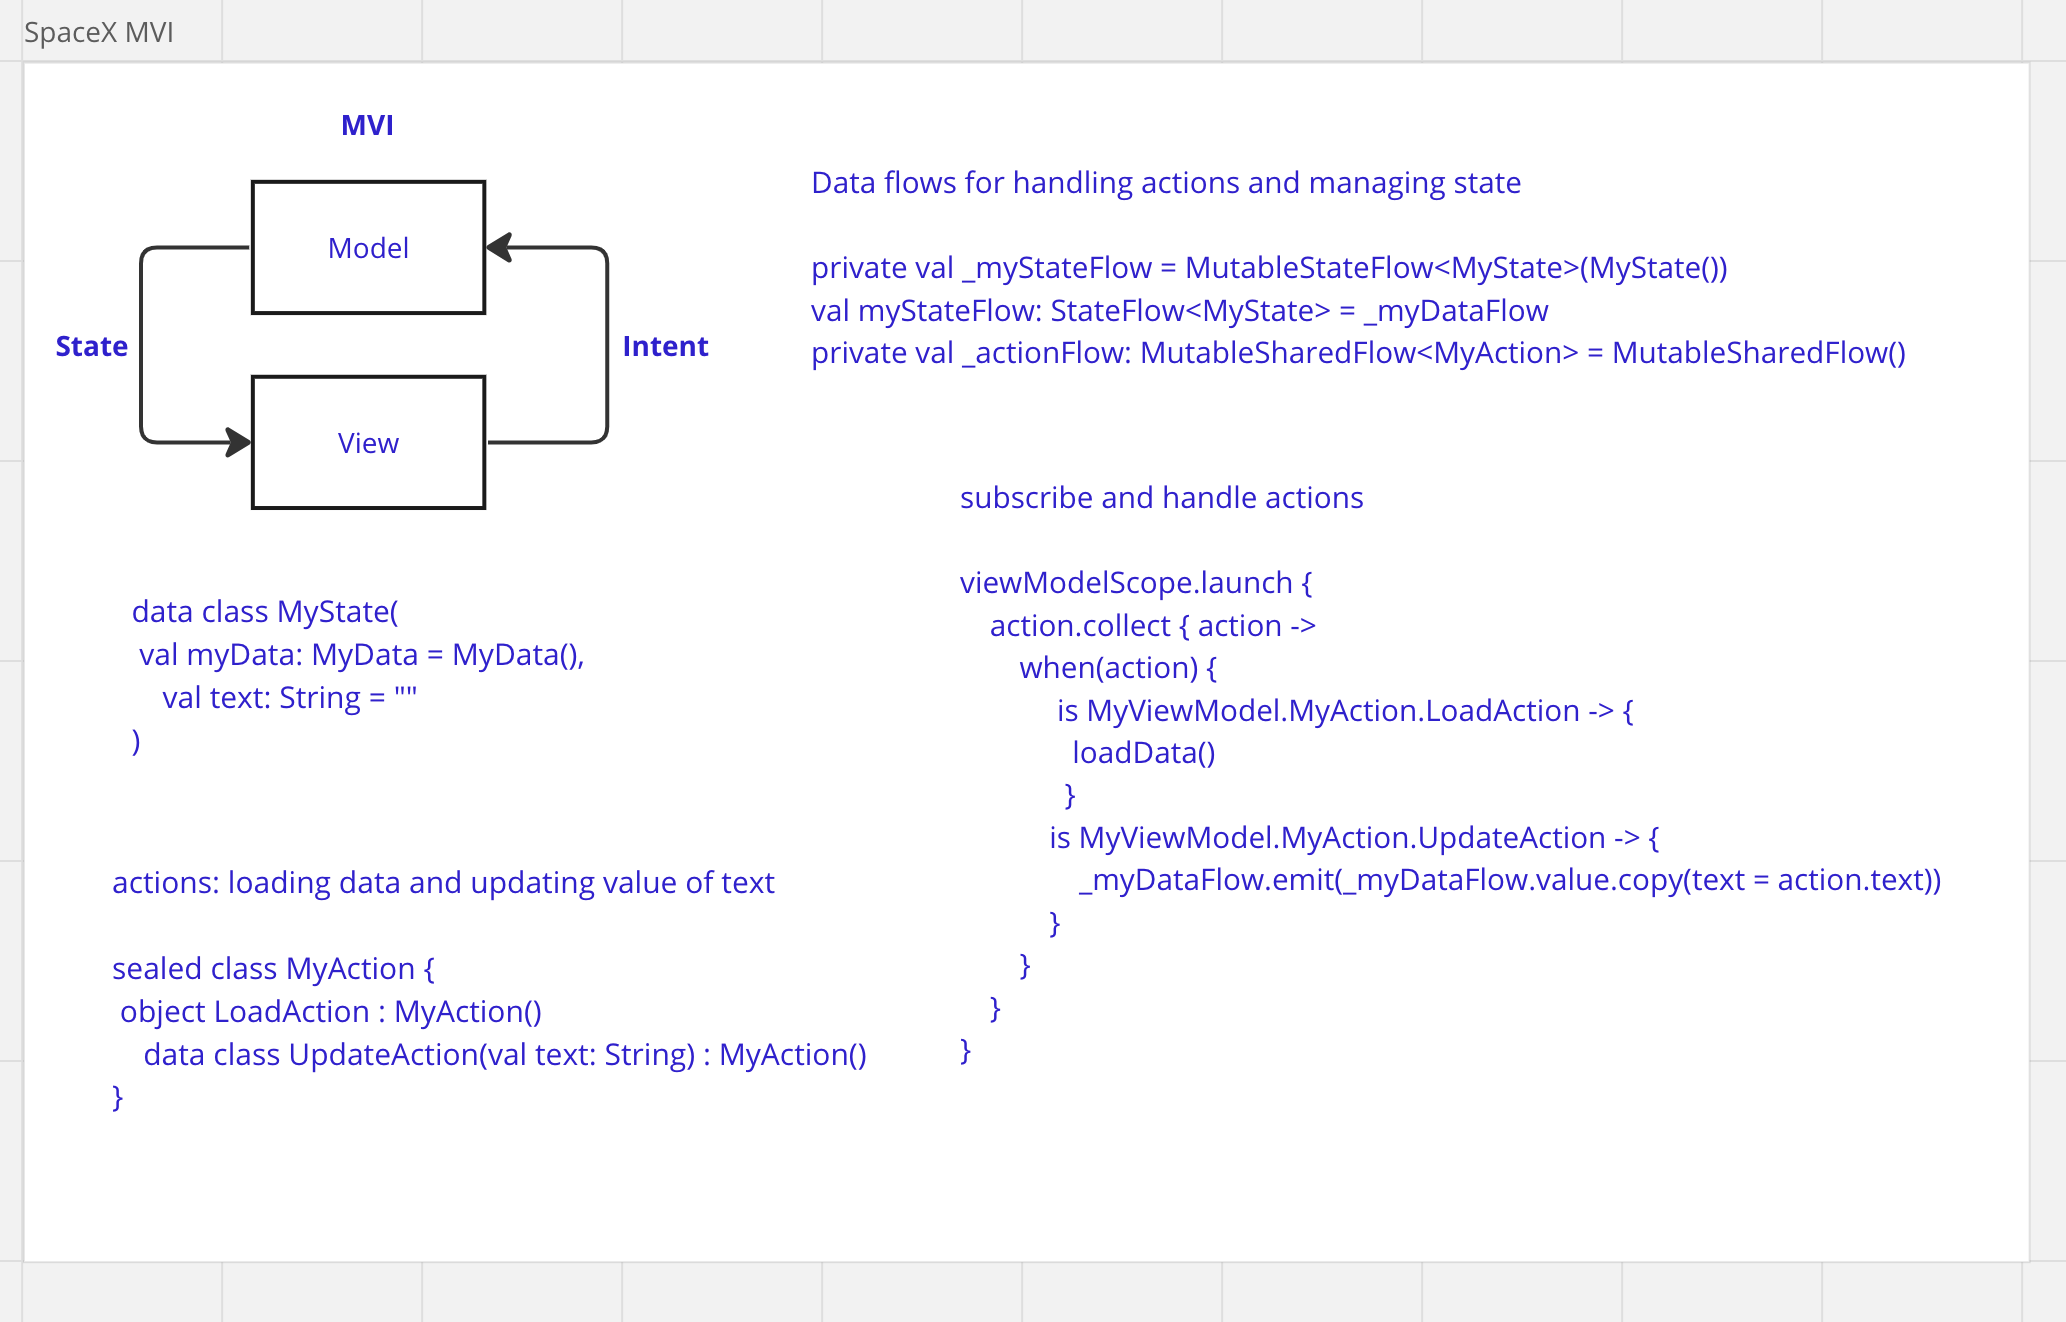 SpaceX MVI
MVI
Model
State
Intent
View
data class MyState(
val myData: MyData = MyData(),
val text: String = ""
)
actions: loading data and updating value of text
sealed class MyAction {
object LoadAction : MyAction()
data class UpdateAction(val text: String) : MyAction()
}
Data flows for handling actions and managing state
private val _myStateFlow = MutableStateFlow<MyState>(MyState())
val myStateFlow: StateFlow<MyState> = _myDataFlow
private val _actionFlow: MutableSharedFlow<MyAction> = MutableSharedFlow()
subscribe and handle actions
viewModelScope.launch {
action.collect { action ->
when(action) {
is MyViewModel.MyAction.LoadAction -> {
loadData()
}
is MyViewModel.MyAction.UpdateAction -> {
_myDataFlow.emit(_myDataFlow.value.copy(text = action.text))
}
}
}
}